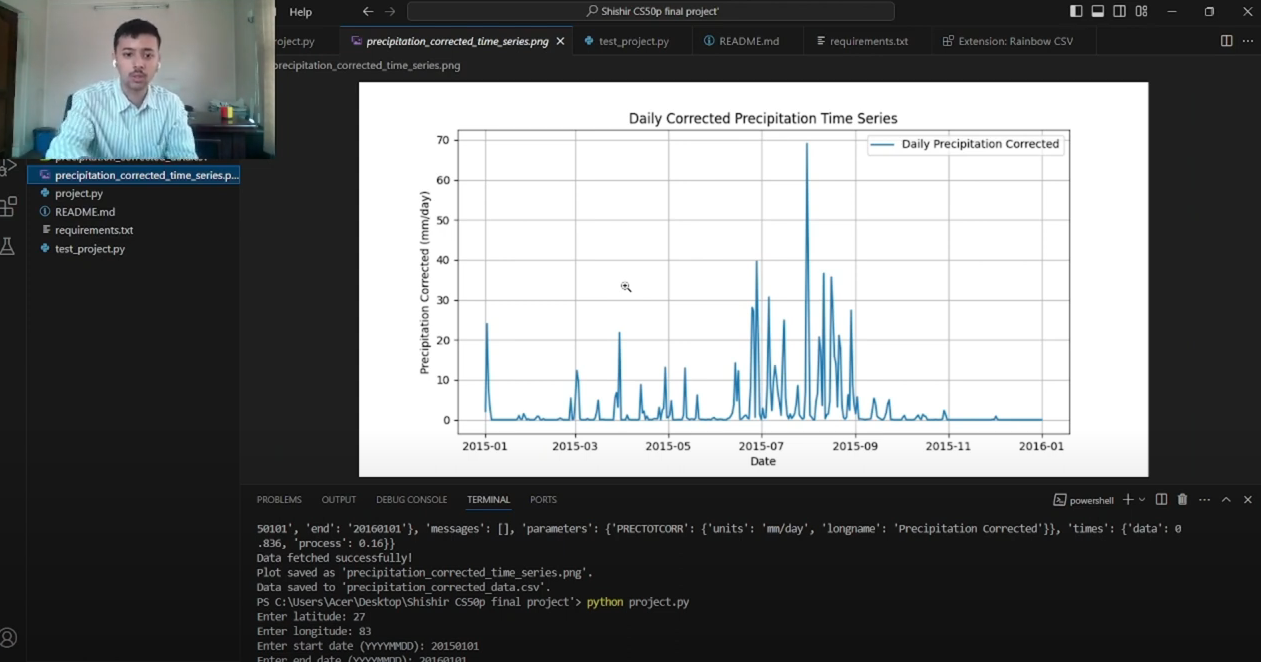 Help
Shishir CS50p final project'
roject.py
precipitation_corrected_time_series.png
test_project.py
README.md
requirements.txt
Extension: Rainbow CSV
precipitation_corrected_time_series.png
precipitation_corrected_time_series.p...
project.py
README.md
requirements.txt
test_project.py
Daily Corrected Precipitation Time Series
Daily Precipitation Corrected
70
60
50
40
30
20
10
0
Precipitation Corrected (mm/day)
2015-01 2015-03 2015-05 2015-07 2015-09 2015-11 2016-01
Date
PROBLEMS OUTPUT DEBUG CONSOLE TERMINAL PORTS
powershell
50101', 'end': '20160101'}, 'messages': [], 'parameters': {'PRECTOTCORR': {'units': 'mm/day', 'longname': 'Precipitation Corrected'}}, 'times': {'data': 0
.836, 'process': 0.16}}
Data fetched successfully!
Plot saved as 'precipitation_corrected_time_series.png'.
Data saved to 'precipitation_corrected_data.csv'.
PS C:\Users\Acer\Desktop\Shishir CS50p final project'> python project.py
Enter latitude: 27
Enter longitude: 83
Enter start date (YYYYMMDD): 20150101
Enter end date (YYYYMMDD): 20160101